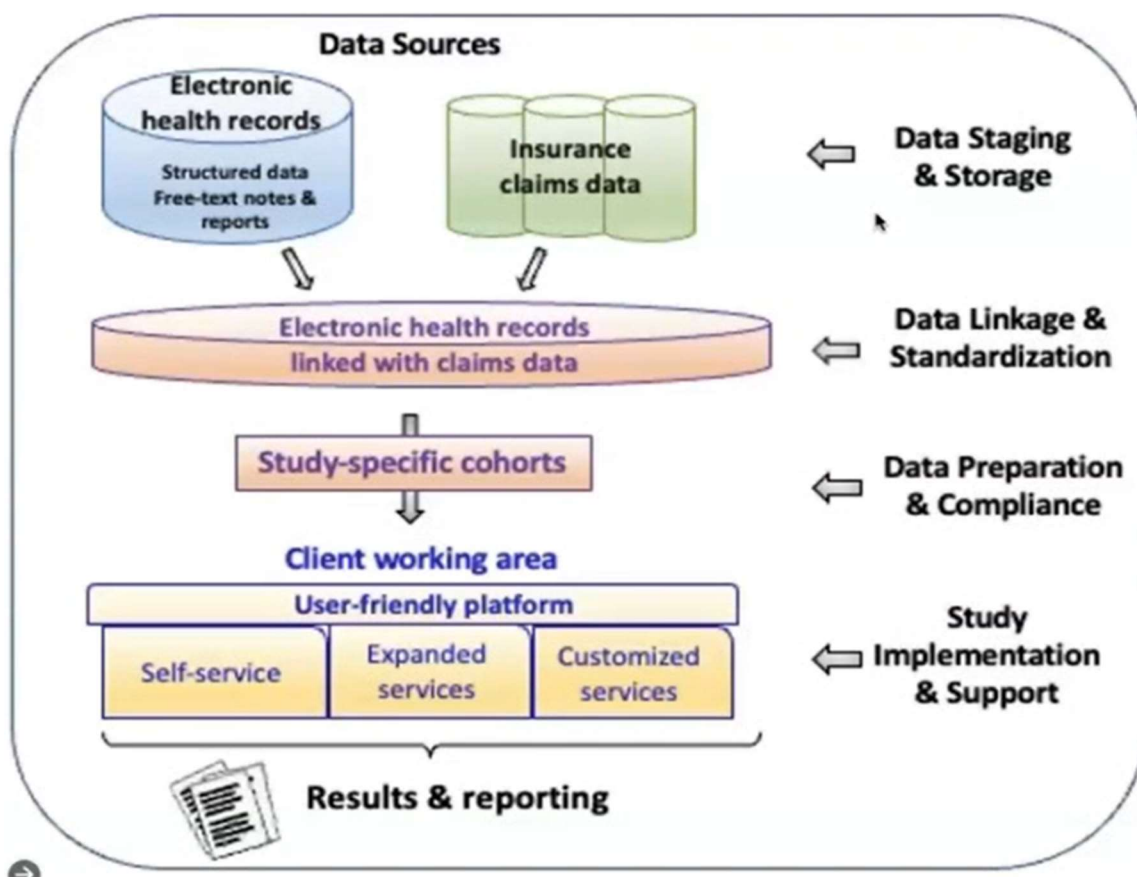 Data Sources
Electronic
health records
Structured data
Free-text notes &
reports
Insurance
claims data
Data Staging
& Storage
Electronic health records
linked with claims data
Data Linkage &
Standardization
Study-specific cohorts
Data Preparation
& Compliance
Client working area
User-friendly platform
Self-service
Expanded
services
Customized
services
Study
Implementation
& Support
Results & reporting